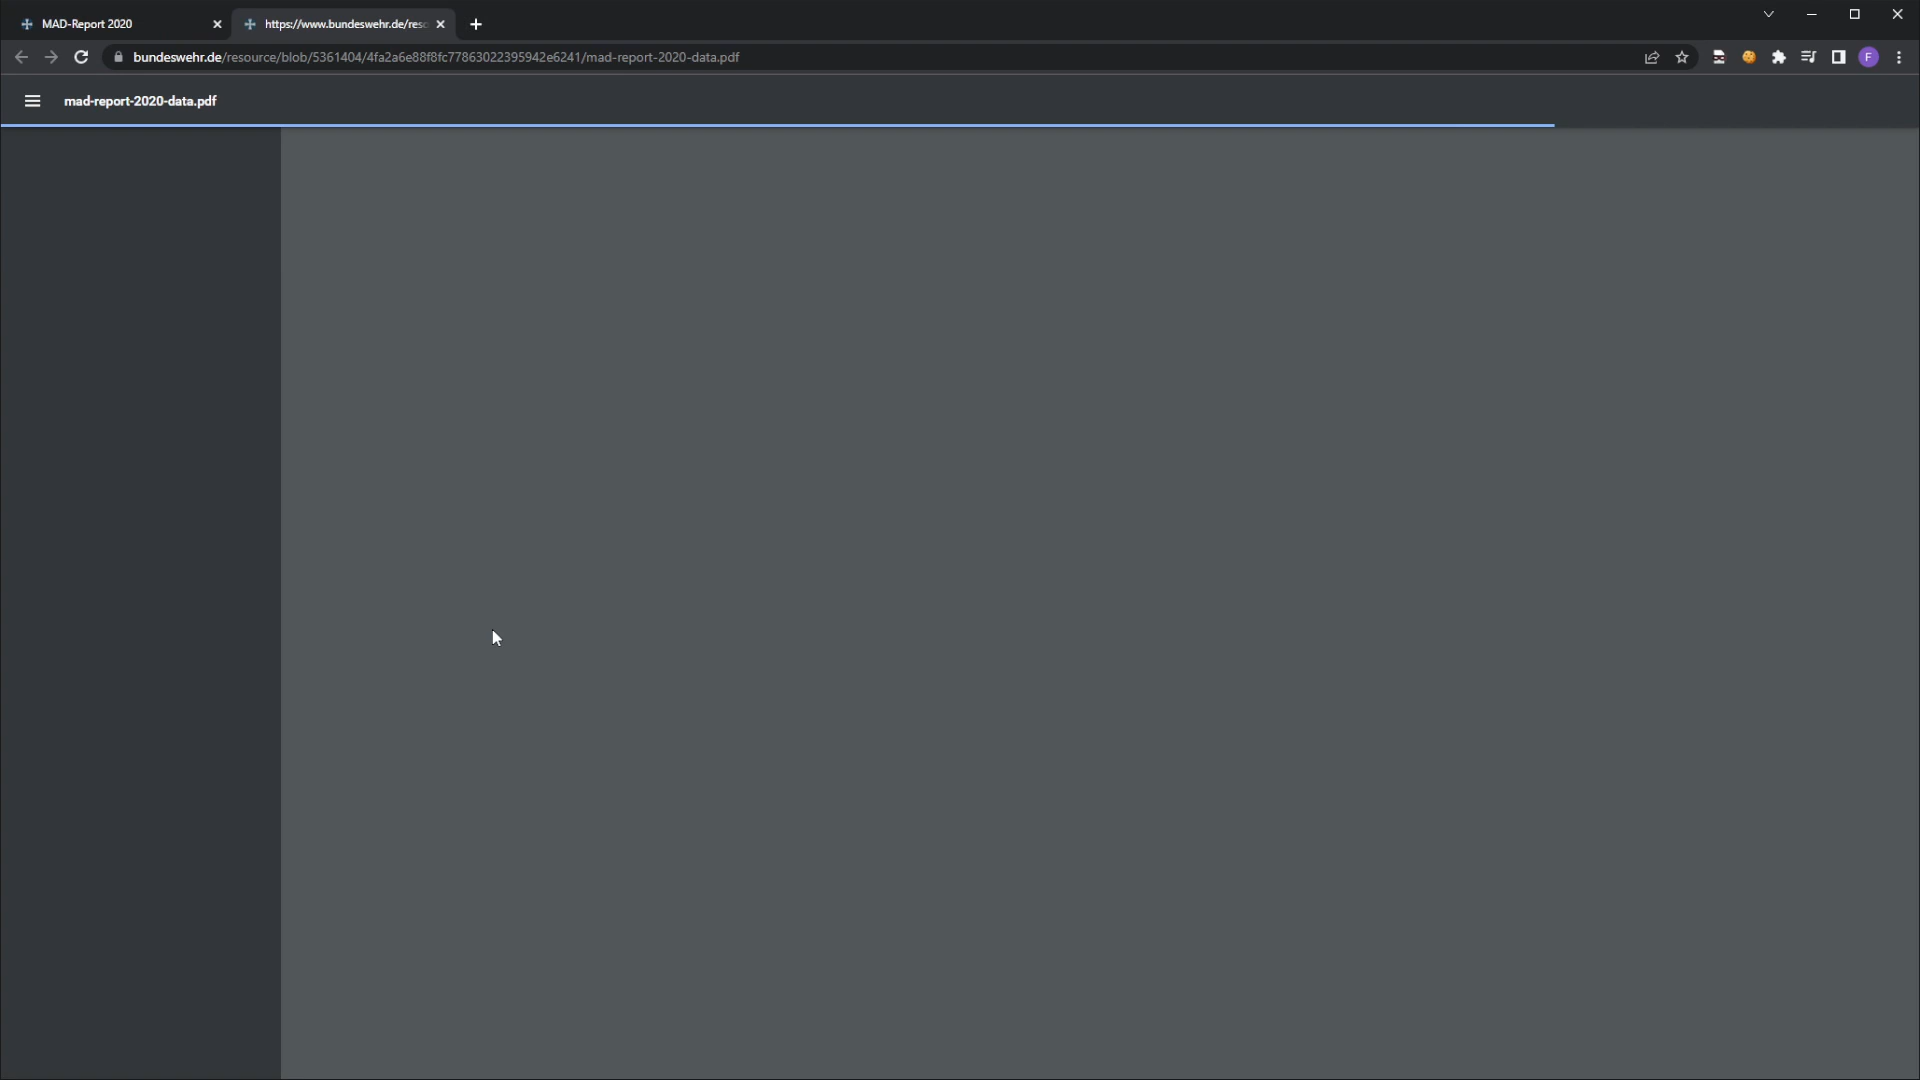 MAD-Report 2020
https://www.bundeswehr.de/res
bundeswehr.de/resource/blob/5361404/4fa2a6e88f8fc77863022395942e6241/mad-report-2020-data.pdf
F
mad-report-2020-data.pdf